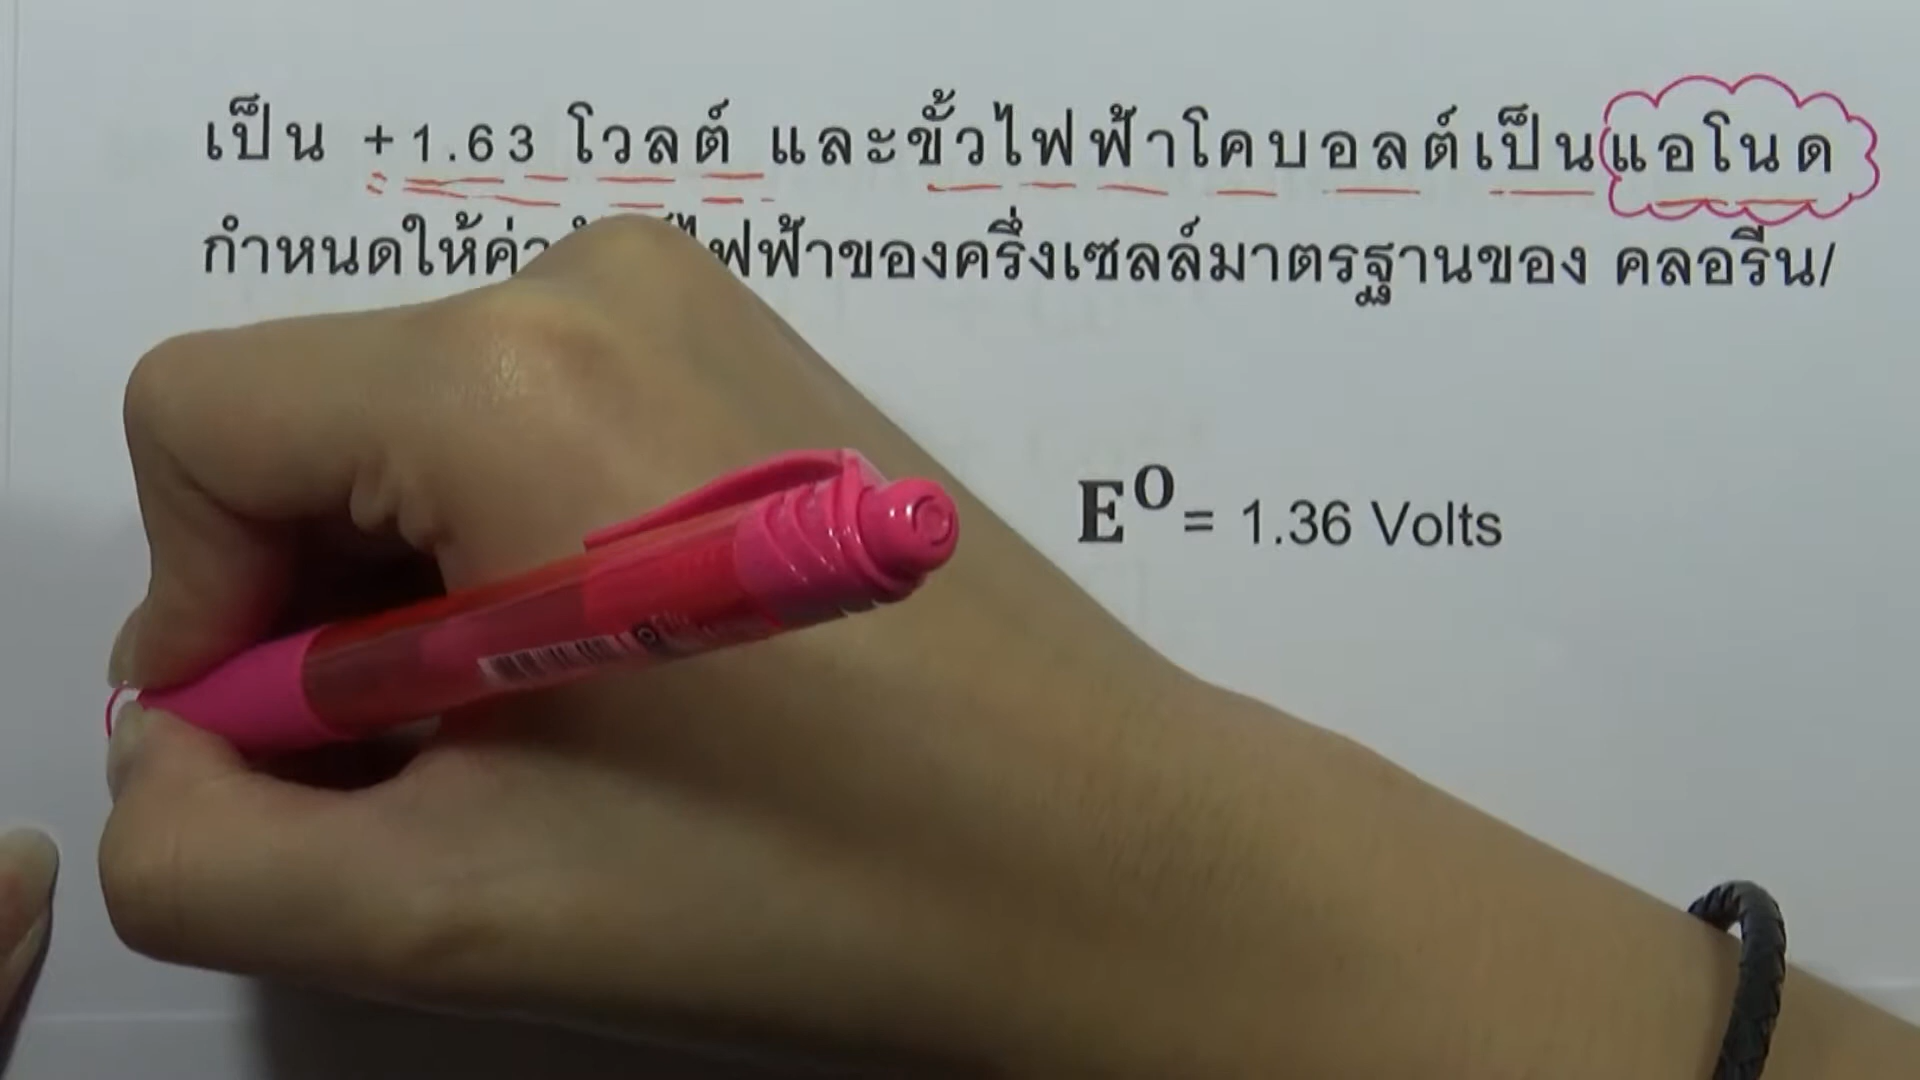 เป็น +1.63 โวลต์ และขั้วไฟฟ้าโคบอลต์เป็นแอโนด
กำหนดให้ค่า ไฟฟ้าของครึ่งเซลล์มาตรฐานของ คลอรีน/
E⁰ = 1.36 Volts